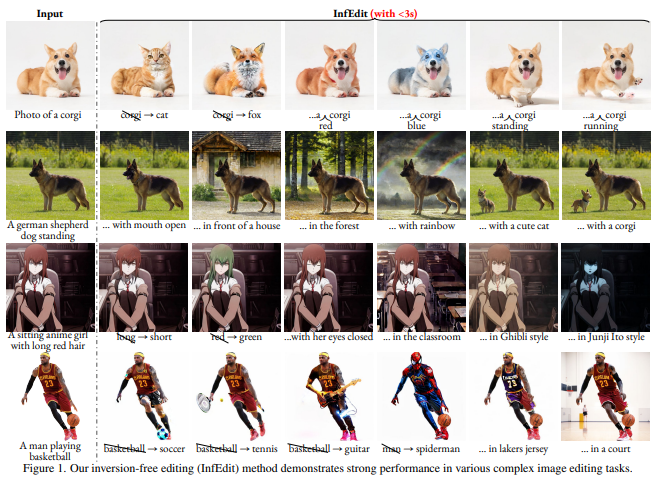 Input
InfEdit (with <3s)
Photo of a corgi
corgi → cat
corgi → fox
...a corgi
red
...a corgi
blue
...a corgi
standing
...a corgi
running
A german shepherd
dog standing
... with mouth open
... in front of a house
... in the forest
... with rainbow
... with a cute cat
... with a corgi
A sitting anime girl
with long red hair
long → short
red → green
...with her eyes closed
... in the classroom
... in Ghibli style
... in Junji Ito style
23
23
23
23
23
A man playing
basketball
basketball → soccer
basketball → tennis
basketball → guitar
man → spiderman
... in lakers jersey
... in a court
Figure 1. Our inversion-free editing (InfEdit) method demonstrates strong performance in various complex image editing tasks.